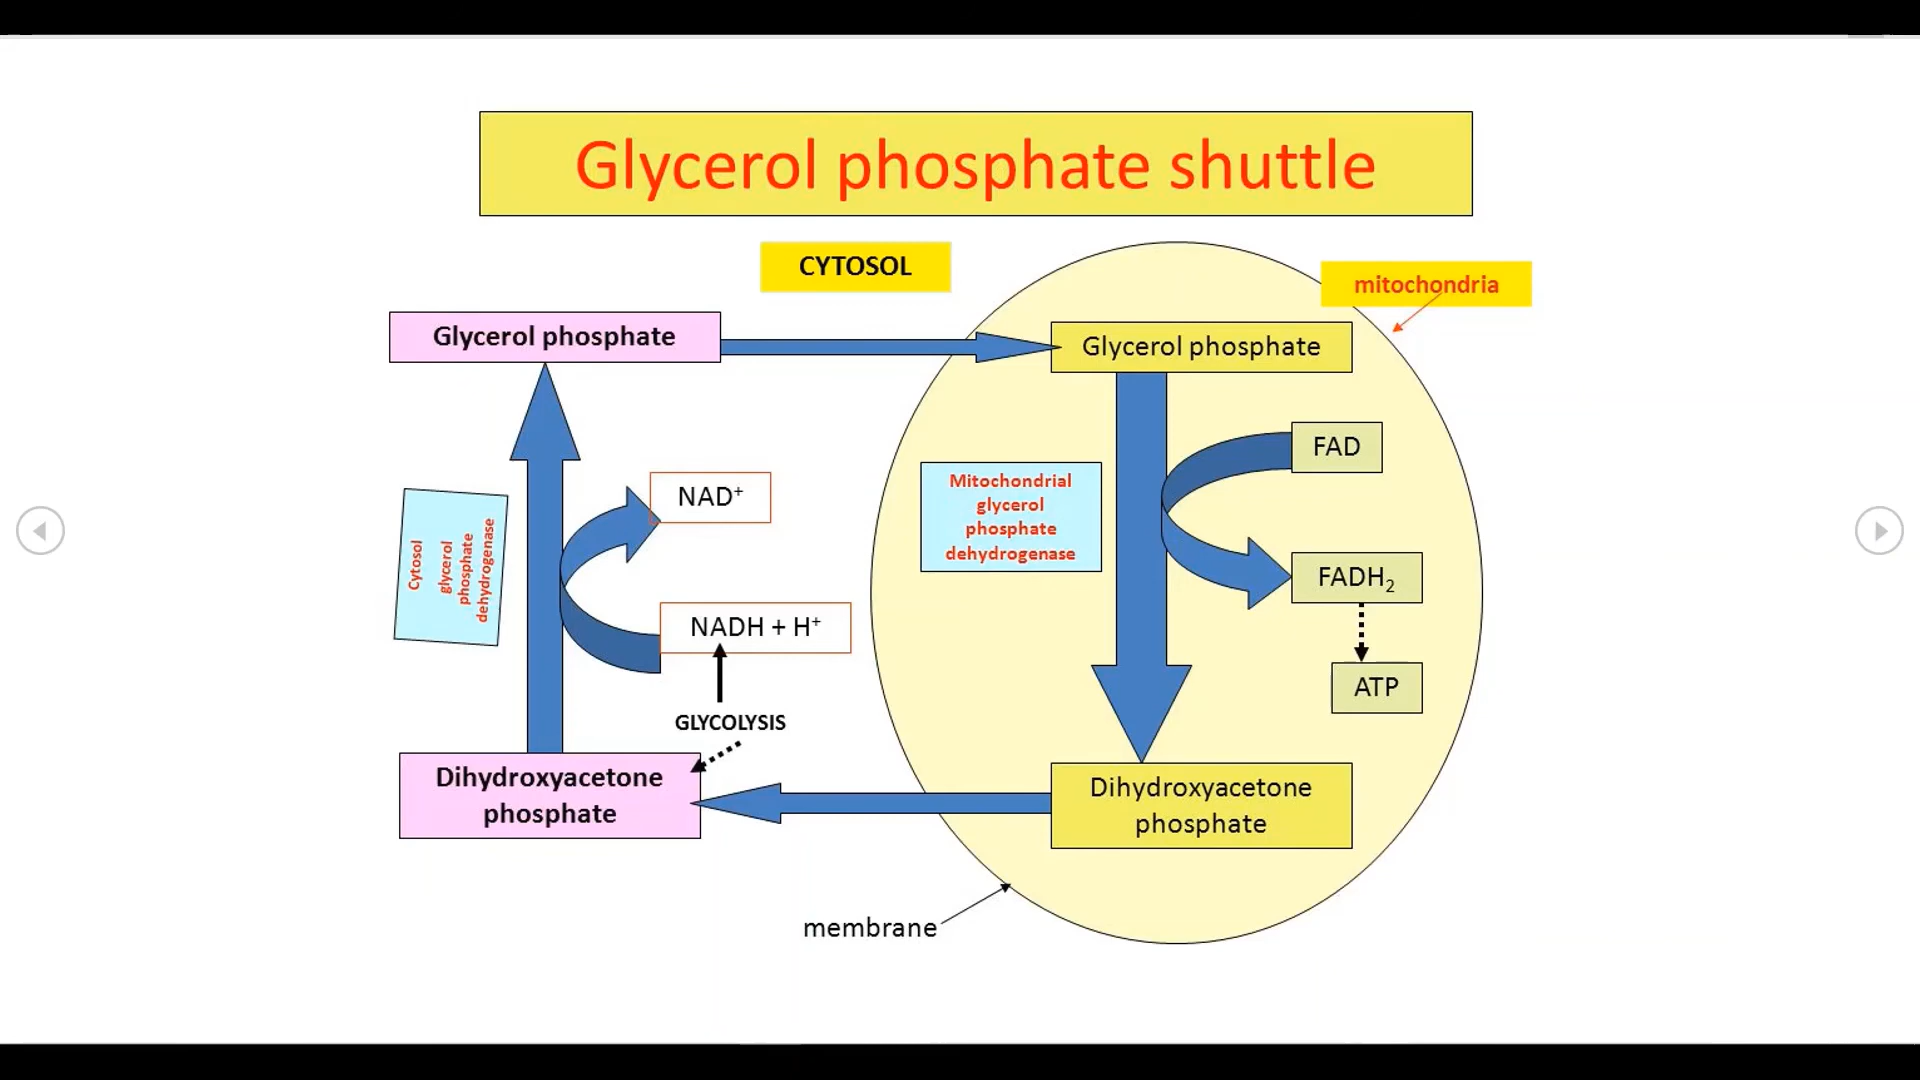 Glycerol phosphate shuttle
CYTOSOL
mitochondria
Glycerol phosphate
Glycerol phosphate
FAD
NAD⁺
Mitochondrial
glycerol
phosphate
dehydrogenase
Cytosol
glycerol
phosphate
dehydrogenase
FADH₂
NADH + H⁺
ATP
GLYCOLYSIS
Dihydroxyacetone
phosphate
Dihydroxyacetone
phosphate
membrane